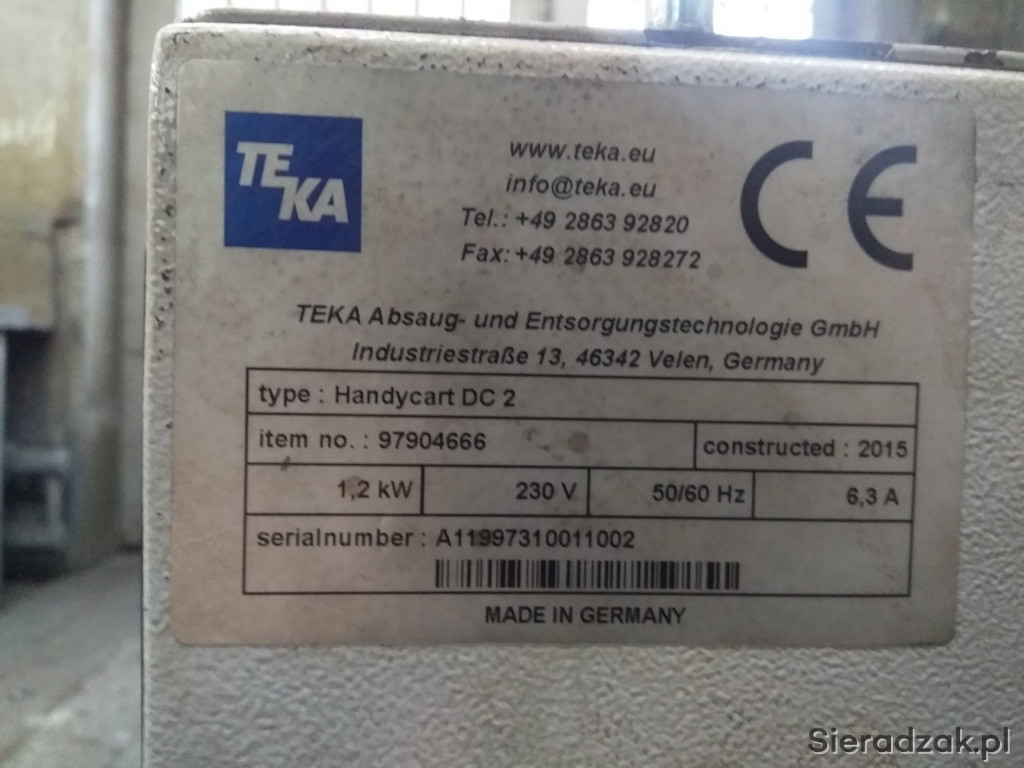 TEKA
www.teka.eu
info@teka.eu
Tel.: +49 2863 92820
Fax: +49 2863 928272
CE
TEKA Absaug- und Entsorgungstechnologie GmbH
Industriestraße 13, 46342 Velen, Germany
type : Handycart DC 2
item no. : 97904666 constructed : 2015
1,2 kW 230 V 50/60 Hz 6,3 A
serialnumber : A11997310011002
MADE IN GERMANY
Sieradzak.pl